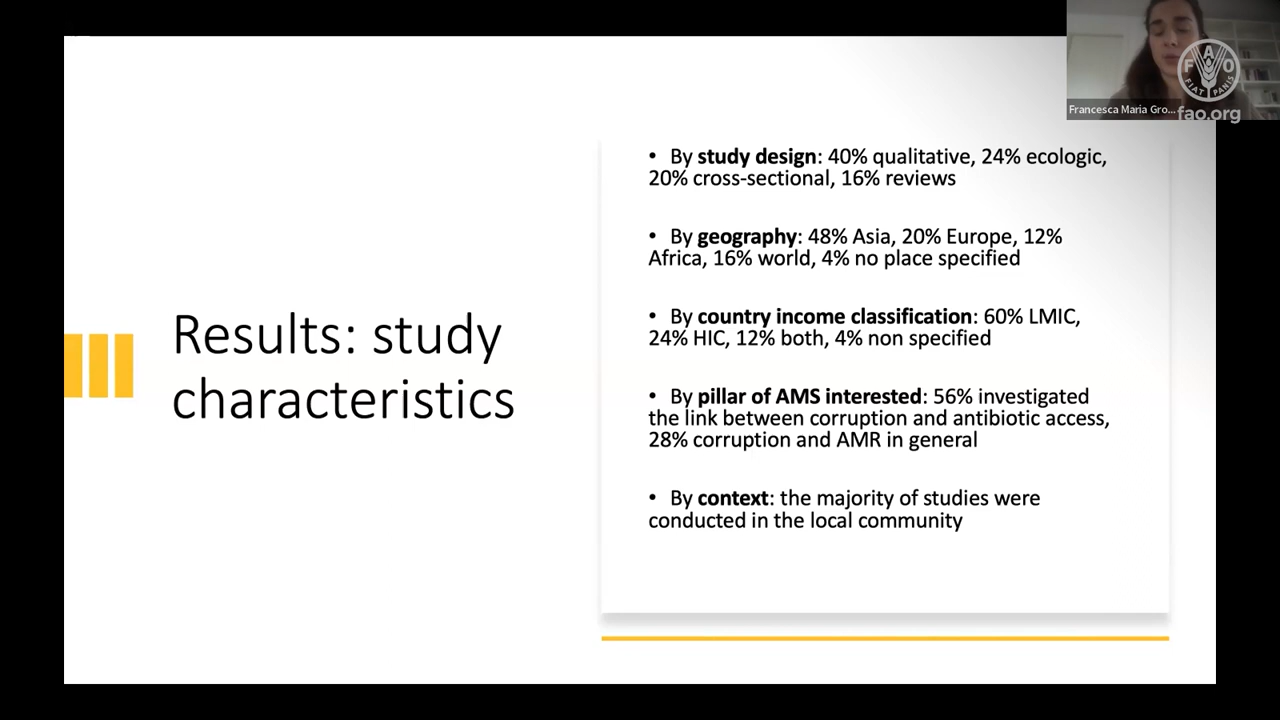 FAO
FIAT PANIS
Francesca Maria Gro...
fao.org
• By study design: 40% qualitative, 24% ecologic,
20% cross-sectional, 16% reviews
• By geography: 48% Asia, 20% Europe, 12%
Africa, 16% world, 4% no place specified
• By country income classification: 60% LMIC,
24% HIC, 12% both, 4% non specified
• By pillar of AMS interested: 56% investigated
the link between corruption and antibiotic access,
28% corruption and AMR in general
• By context: the majority of studies were
conducted in the local community
Results: study
characteristics